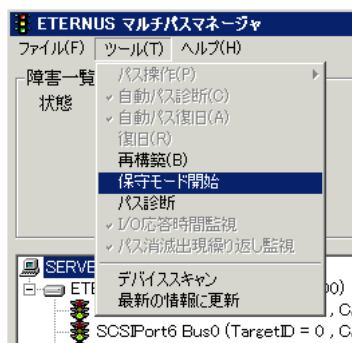 ETERNUS マルチパスマネージャ
ファイル(F) ツール(T) ヘルプ(H)
障害一覧
状態
パス操作(P)
自動パス診断(C)
自動パス復旧(A)
復旧(R)
再構築(B)
保守モード開始
パス診断
I/O応答時間監視
パス消滅出現繰り返し監視
デバイススキャン
最新の情報に更新
SERVE
ETE
00)
, Ca
SCSIPort6 Bus0 (TargetID = 0 , Ca